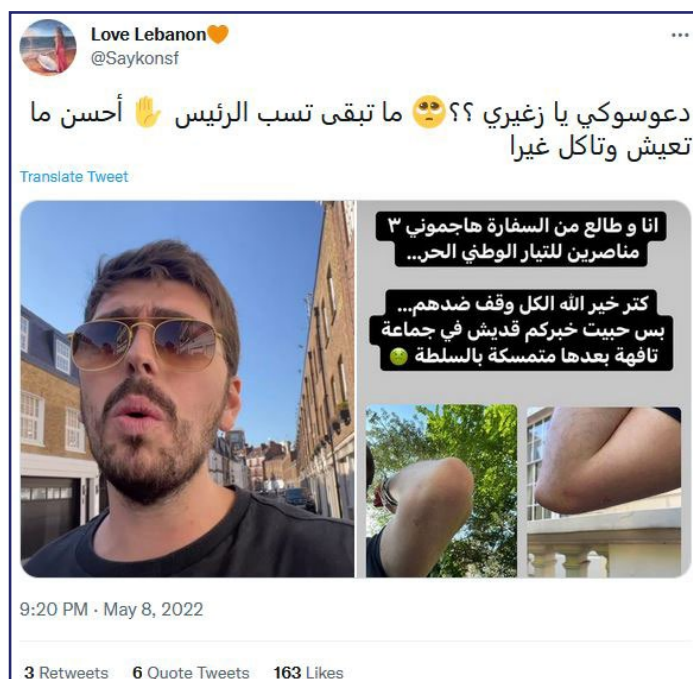 Love Lebanon🧡
@Saykonsf
دعوسوكي يا زغيري ؟؟🥺 ما تبقى تسب الرئيس ✋ أحسن ما
تعيش وتاكل غيرا
Translate Tweet
انا و طالع من السفارة هاجموني ٣
مناصرين للتيار الوطني الحر...
كتر خير الله الكل وقف ضدهم...
بس حبيت خبركم قديش في جماعة
تافهة بعدها متمسكة بالسلطة 🤢
9:20 PM · May 8, 2022
3 Retweets 6 Quote Tweets 163 Likes